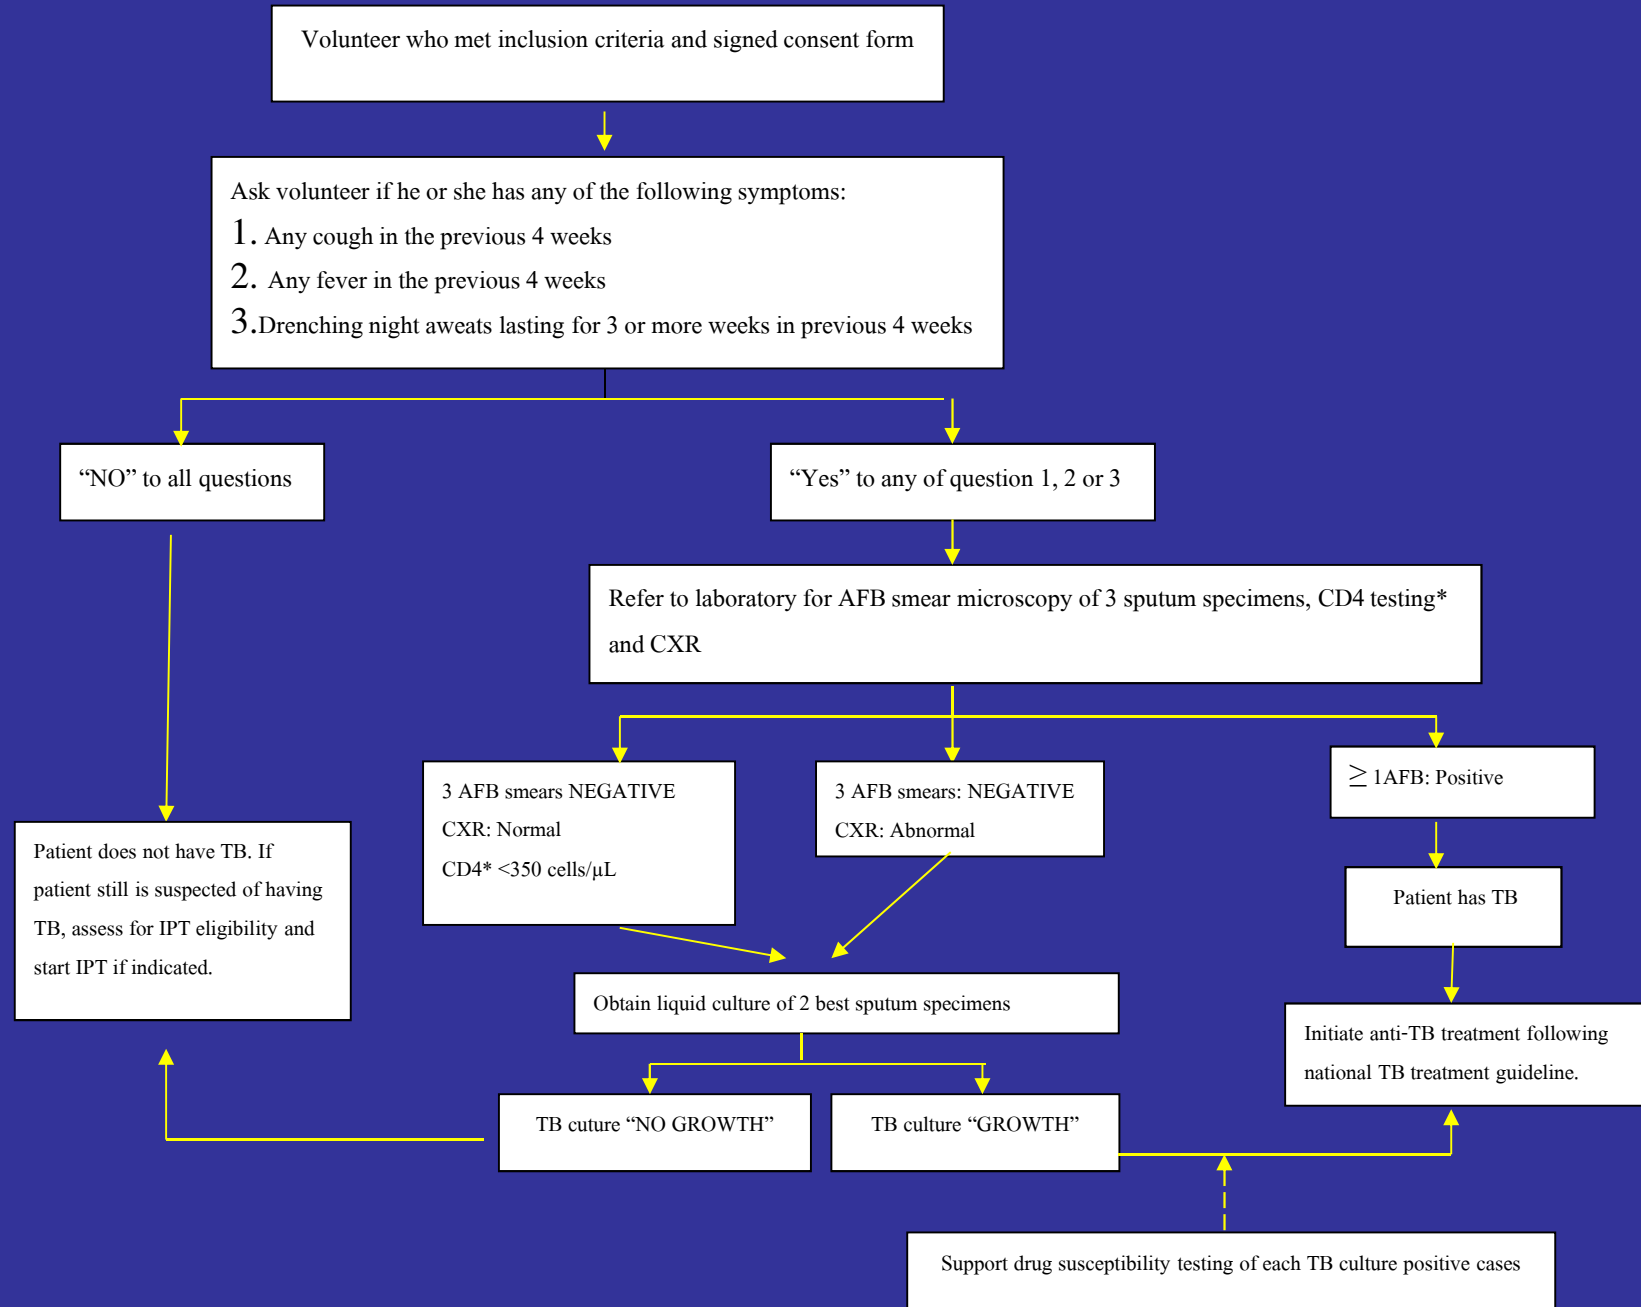 Volunteer who met inclusion criteria and signed consent form
Ask volunteer if he or she has any of the following symptoms:
1. Any cough in the previous 4 weeks
2. Any fever in the previous 4 weeks
3.Drenching night aweats lasting for 3 or more weeks in previous 4 weeks
“NO” to all questions
“Yes” to any of question 1, 2 or 3
Refer to laboratory for AFB smear microscopy of 3 sputum specimens, CD4 testing*
and CXR
3 AFB smears NEGATIVE
CXR: Normal
CD4* <350 cells/µL
3 AFB smears: NEGATIVE
CXR: Abnormal
≥ 1AFB: Positive
Patient does not have TB. If
patient still is suspected of having
TB, assess for IPT eligibility and
start IPT if indicated.
Patient has TB
Obtain liquid culture of 2 best sputum specimens
Initiate anti-TB treatment following
national TB treatment guideline.
TB cuture “NO GROWTH”
TB culture “GROWTH”
Support drug susceptibility testing of each TB culture positive cases